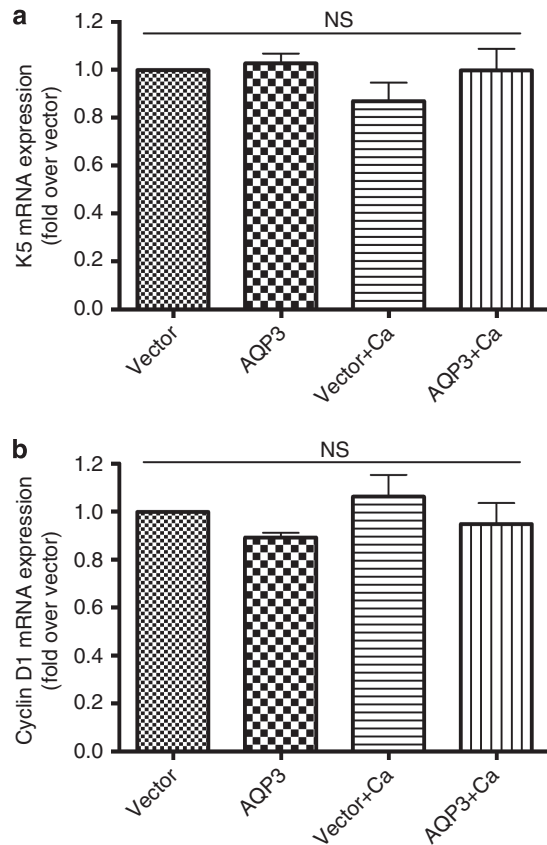 a
NS
K5 mRNA expression
(fold over vector)
1.2
1.0
0.8
0.6
0.4
0.2
0.0
Vector
AQP3
Vector+Ca
AQP3+Ca
b
NS
Cyclin D1 mRNA expression
(fold over vector)
1.2
1.0
0.8
0.6
0.4
0.2
0.0
Vector
AQP3
Vector+Ca
AQP3+Ca